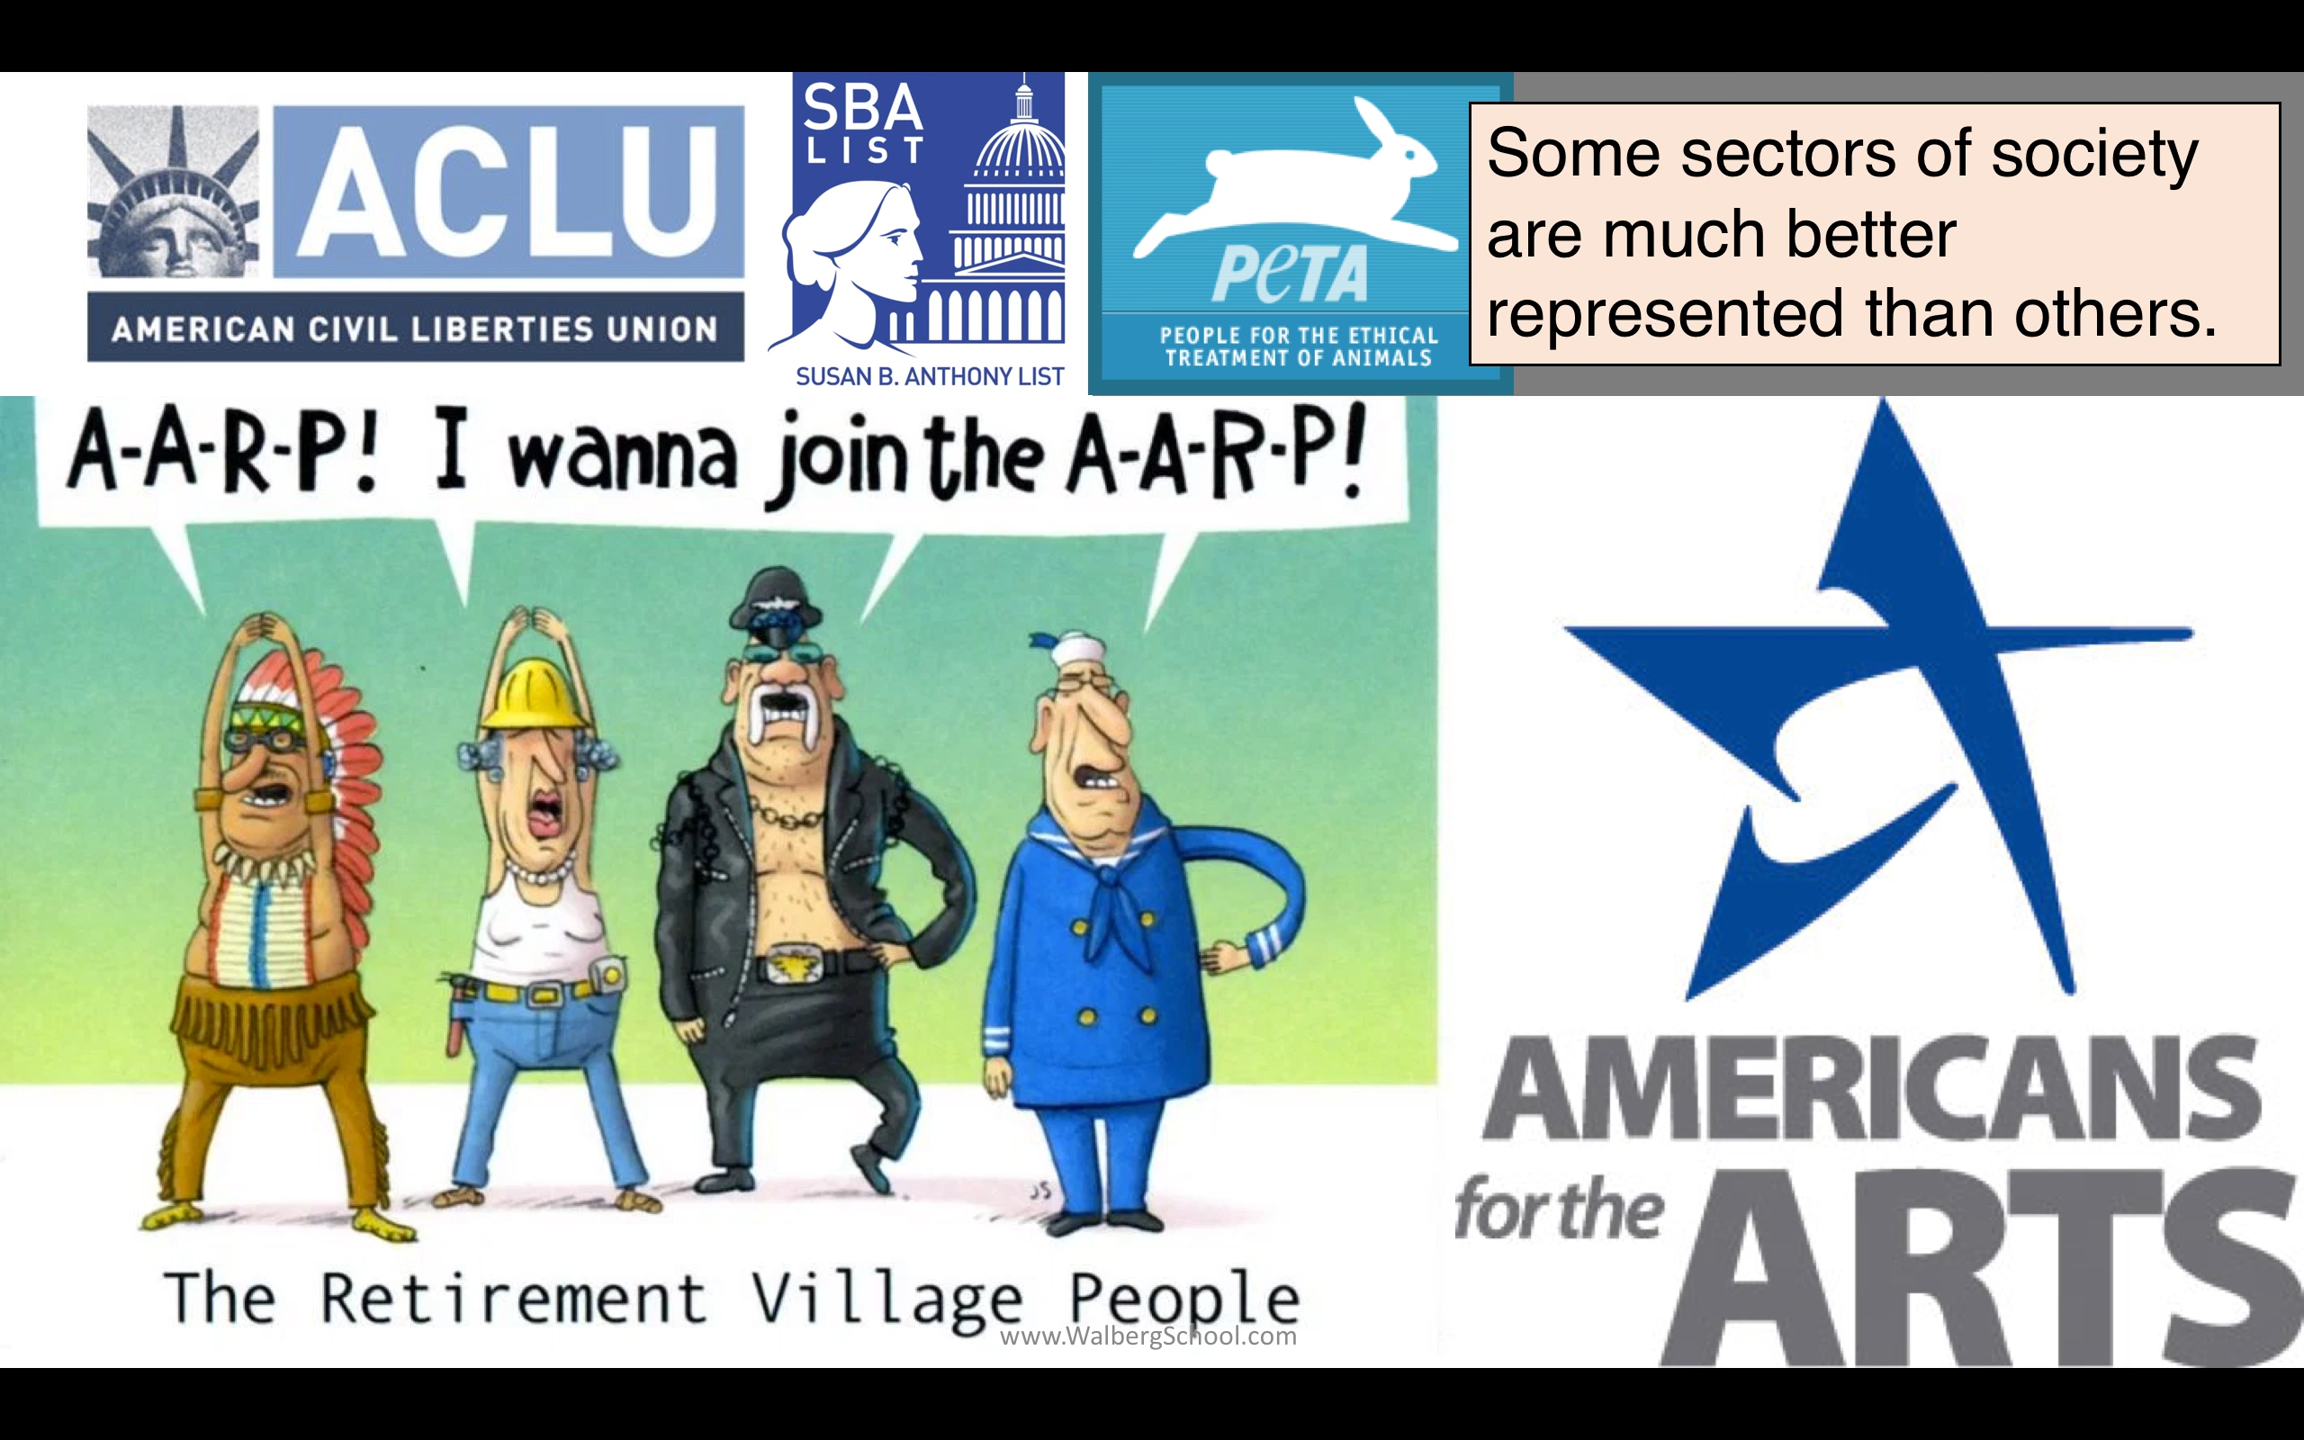 ACLU
AMERICAN CIVIL LIBERTIES UNION
SBA
LIST
SUSAN B. ANTHONY LIST
PeTA
PEOPLE FOR THE ETHICAL
TREATMENT OF ANIMALS
Some sectors of society
are much better
represented than others.
A-A-R-P! I wanna join the A-A-R-P!
JS
The Retirement Village People
www.WalbergSchool.com
AMERICANS
for the ARTS